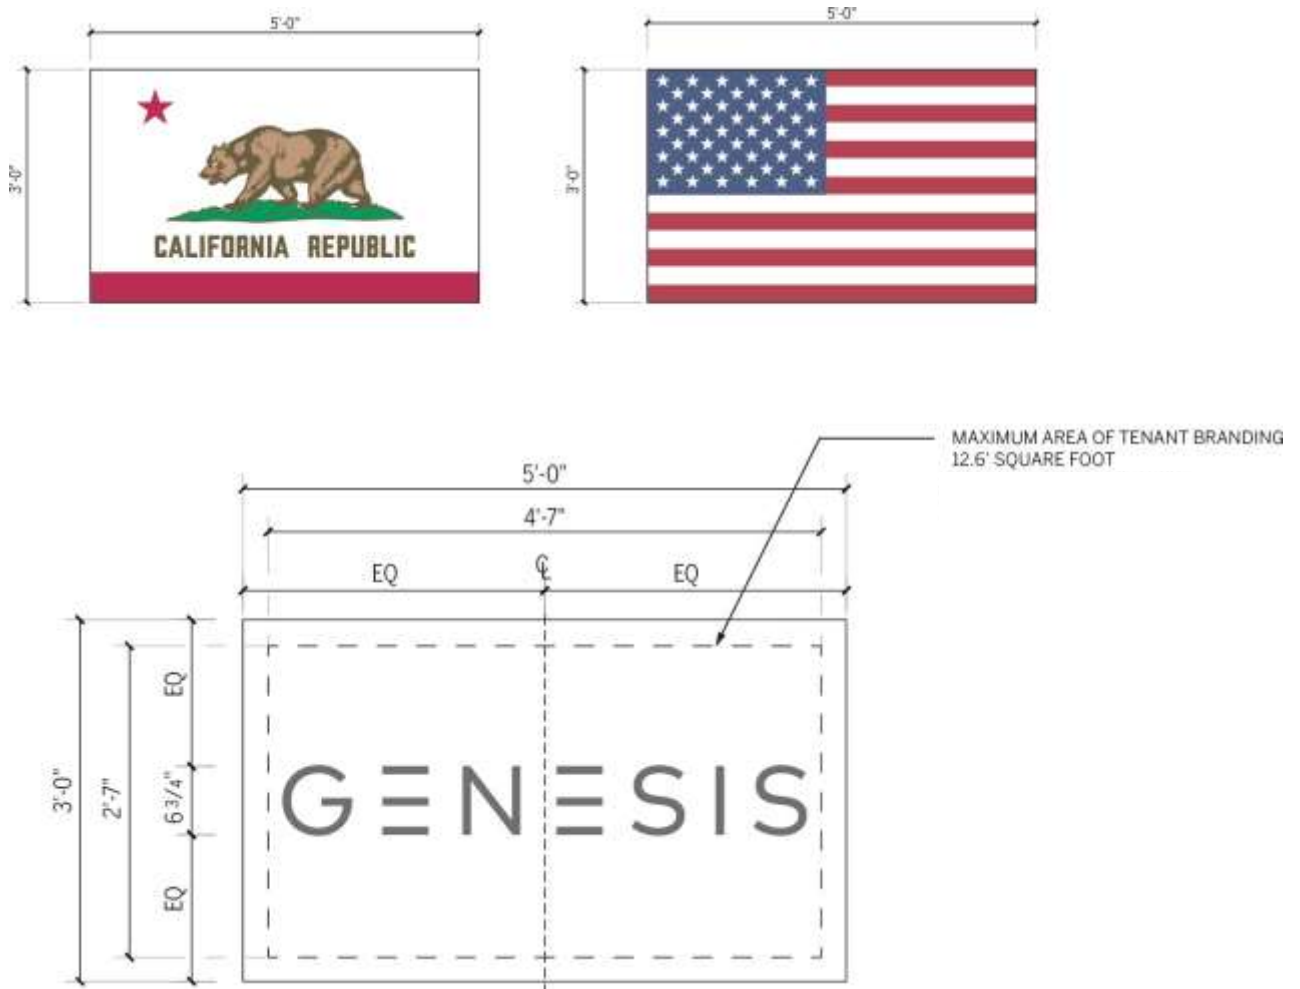 5'-0"
5'-0"
3'-0"
3'-0"
CALIFORNIA REPUBLIC
MAXIMUM AREA OF TENANT BRANDING
12.6' SQUARE FOOT
5'-0"
4'-7"
EQ ℄ EQ
EQ
3'-0"
2'-7"
6 3/4"
GENESIS
EQ